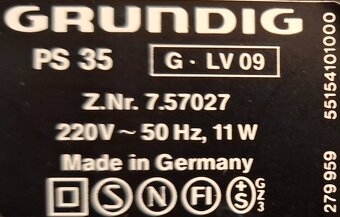 GRUNDIG
PS 35 G · LV 09
Z.Nr. 7.57027
220V ~ 50 Hz, 11 W
Made in Germany
S N FI +S GZ3
55154101000
279 959